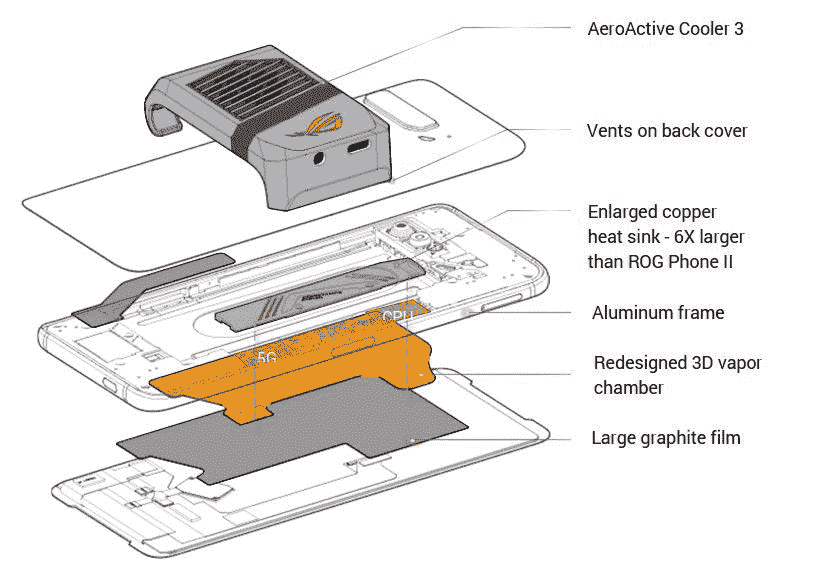 AeroActive Cooler 3
Vents on back cover
Enlarged copper
heat sink - 6X larger
than ROG Phone II
Aluminum frame
CPU
5G
Redesigned 3D vapor
chamber
Large graphite film